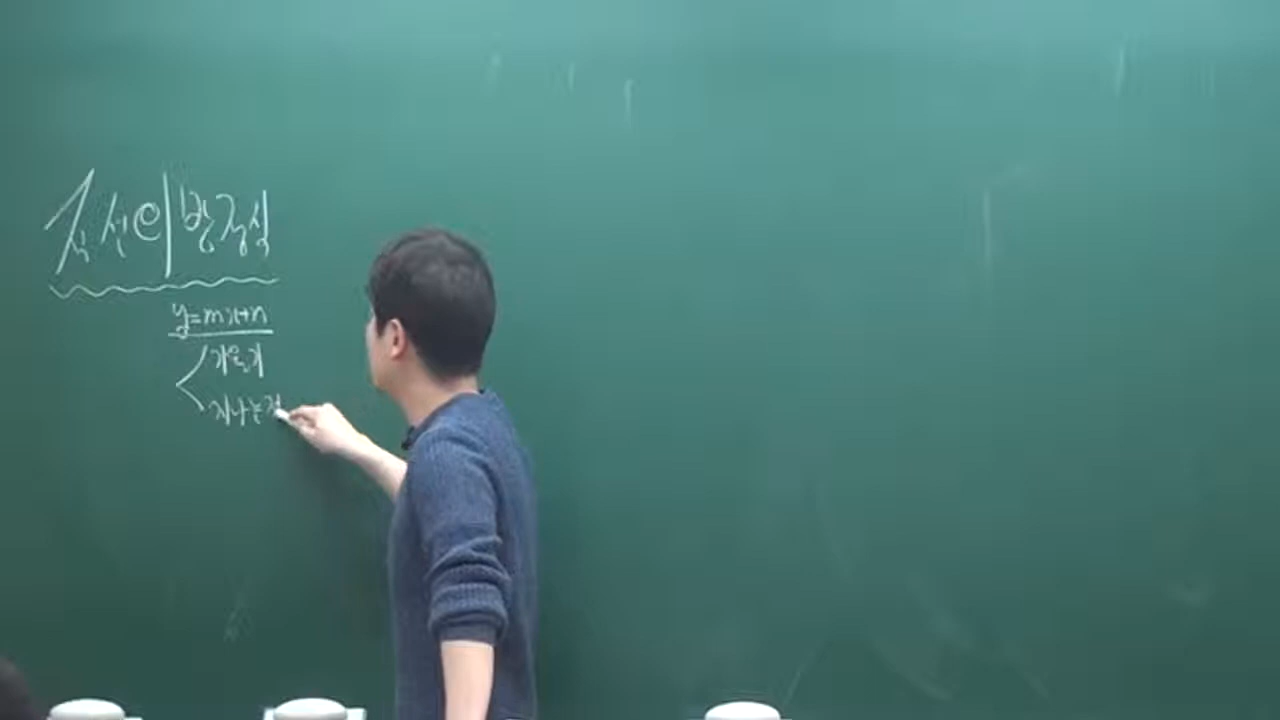 직선의 방정식
y=mx+n
기울기
지나는 점